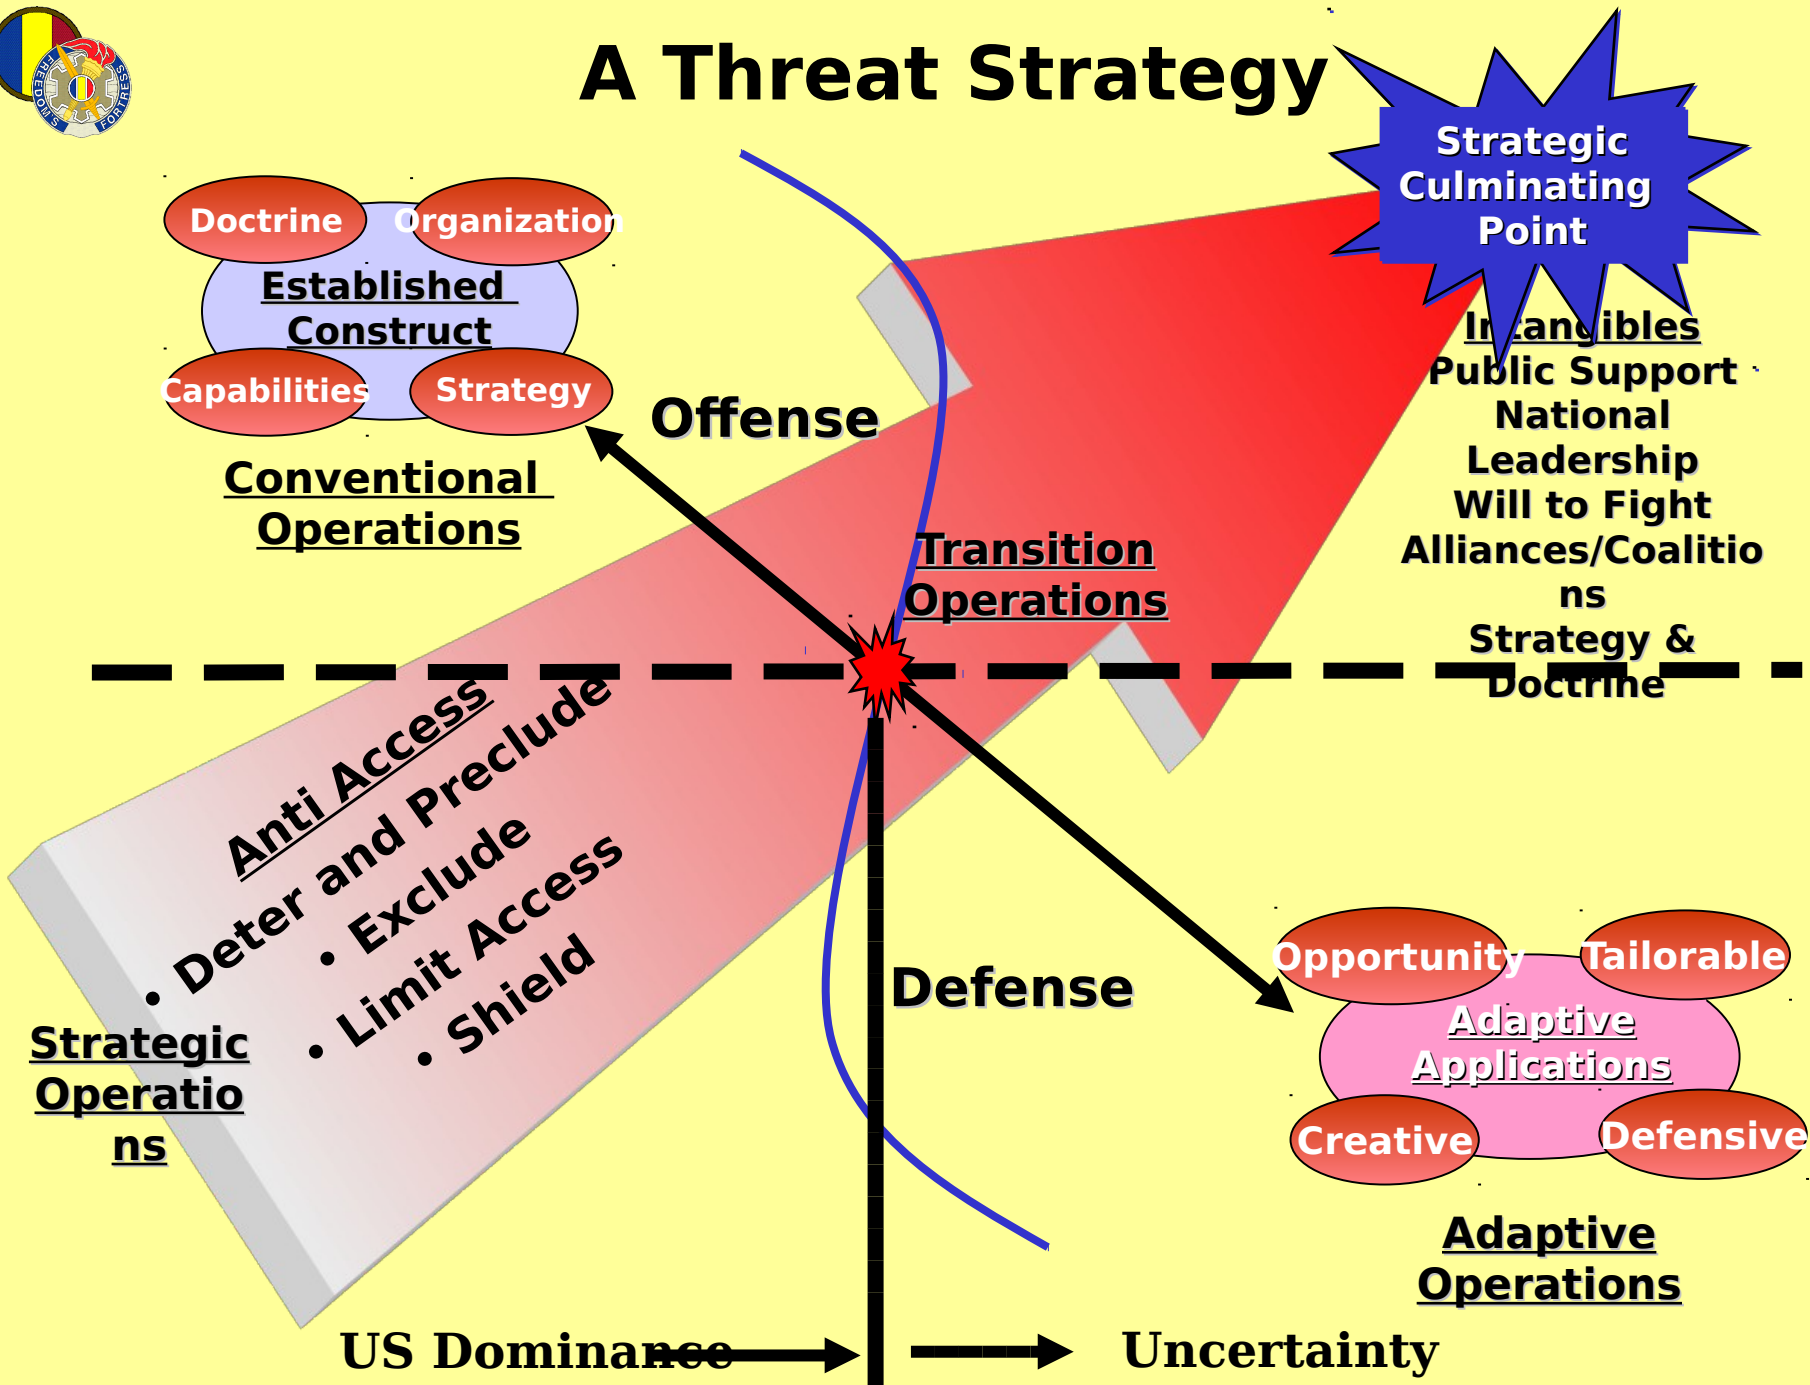 A Threat Strategy
FREEDOM'S FORTRESS
Strategic
Culminating
Point
Doctrine
Organization
Established
Construct
Capabilities
Strategy
Conventional
Operations
Offense
Intangibles
Public Support
National
Leadership
Will to Fight
Alliances/Coalitio
ns
Strategy &
Doctrine
Transition
Operations
Anti Access
• Deter and Preclude
• Exclude
• Limit Access
• Shield
Strategic
Operatio
ns
Defense
Opportunity
Tailorable
Adaptive
Applications
Creative
Defensive
Adaptive
Operations
US Dominance
Uncertainty